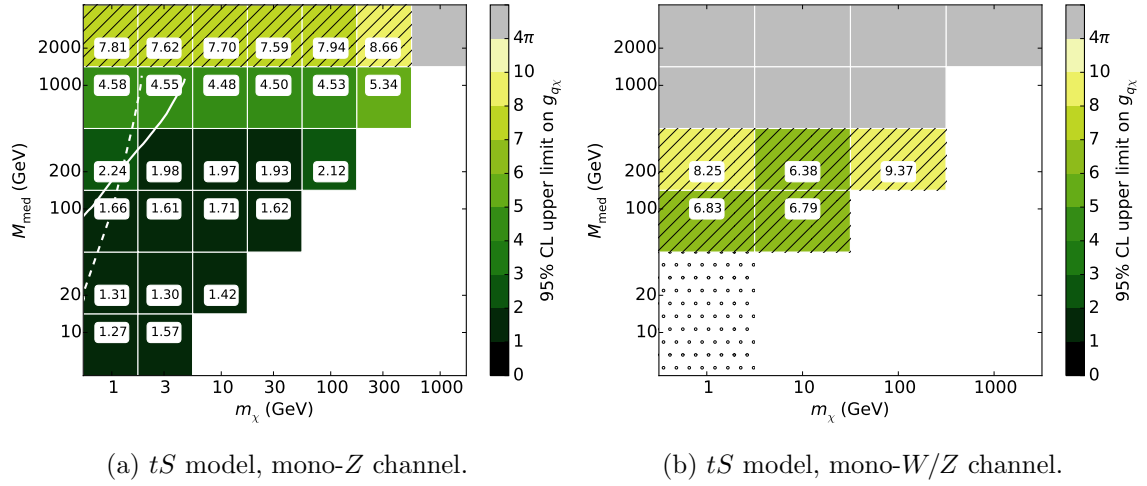 2000
1000
200
100
20
10
M_med (GeV)
7.81 7.62 7.70 7.59 7.94 8.66
4.58 4.55 4.48 4.50 4.53 5.34
2.24 1.98 1.97 1.93 2.12
1.66 1.61 1.71 1.62
1.31 1.30 1.42
1.27 1.57
1 3 10 30 100 300 1000
m_χ (GeV)
4π
10
8
7
6
5
4
3
2
1
0
95% CL upper limit on g_qχ
(a) tS model, mono-Z channel.
2000
1000
200
100
20
10
M_med (GeV)
8.25 6.38 9.37
6.83 6.79
1 10 100 1000
m_χ (GeV)
4π
10
8
7
6
5
4
3
2
1
0
95% CL upper limit on g_qχ
(b) tS model, mono-W/Z channel.